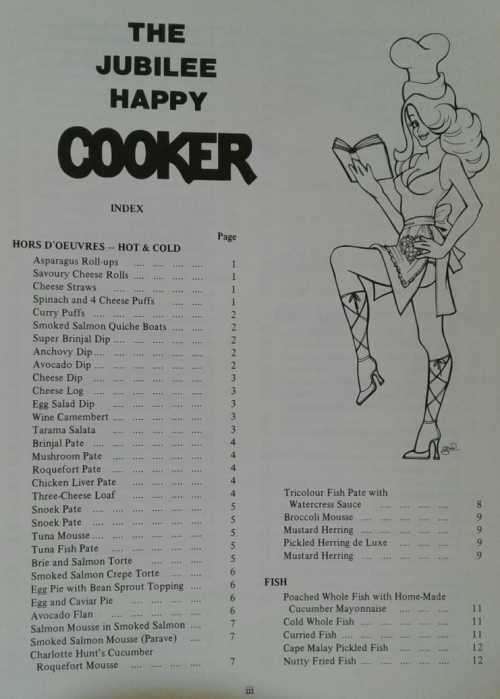 THE
JUBILEE
HAPPY
COOKER
INDEX
Page
HORS D'OEUVRES -- HOT & COLD
Asparagus Roll-ups .... .... .... .... 1
Savoury Cheese Rolls .... .... .... .... 1
Cheese Straws .... .... .... .... 1
Spinach and 4 Cheese Puffs .... .... 1
Curry Puffs .... .... .... .... .... 2
Smoked Salmon Quiche Boats .... .... 2
Super Brinjal Dip .... .... .... .... 2
Anchovy Dip .... .... .... .... .... 2
Avocado Dip .... .... .... .... .... 2
Cheese Dip .... .... .... .... .... 3
Cheese Log .... .... .... .... .... 3
Egg Salad Dip .... .... .... .... 3
Wine Camembert .... .... .... .... 3
Tarama Salata .... .... .... .... 3
Brinjal Pate .... .... .... .... .... 4
Mushroom Pate .... .... .... .... 4
Roquefort Pate .... .... .... .... 4
Chicken Liver Pate .... .... .... 4
Three-Cheese Loaf .... .... .... .... 4
Snoek Pate .... .... .... .... .... 5
Snoek Pate .... .... .... .... .... 5
Tuna Mousse .... .... .... .... .... 5
Tuna Fish Pate .... .... .... .... 5
Brie and Salmon Torte .... .... .... 5
Smoked Salmon Crepe Torte .... .... 6
Egg Pie with Bean Sprout Topping .... .... 6
Egg and Caviar Pie .... .... .... .... 6
Avocado Flan .... .... .... .... 6
Salmon Mousse in Smoked Salmon .... .... 7
Smoked Salmon Mousse (Parave) .... 7
Charlotte Hunt's Cucumber
Roquefort Mousse .... .... .... .... 7
Tricolour Fish Pate with
Watercress Sauce .... .... .... .... 8
Broccoli Mousse .... .... .... .... 9
Mustard Herring .... .... .... .... 9
Pickled Herring de Luxe .... .... .... 9
Mustard Herring .... .... .... .... 9
FISH
Poached Whole Fish with Home-Made
Cucumber Mayonnaise .... .... .... 11
Cold Whole Fish .... .... .... .... 11
Curried Fish .... .... .... .... .... 11
Cape Malay Pickled Fish .... .... .... 12
Nutty Fried Fish .... .... .... .... 12
iii